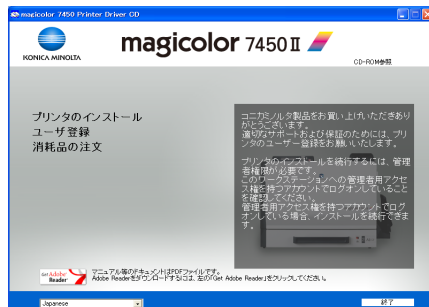 magicolor 7450 Printer Driver CD
KONICA MINOLTA
magicolor 7450 II
CD-ROM参照
プリンタのインストール
ユーザ登録
消耗品の注文
コニカミノルタ製品をお買い上げいただきあり
がとうございます。
適切なサポートおよび保証のためには、プリ
ンタのユーザー登録をお願いいたします。
プリンタのインストールを続行するには、管理
者権限が必要です。
このワークステーションへの管理者用アクセ
ス権を持つアカウントでログオンしていること
を確認してください。
管理者用アクセス権を持つアカウントでログ
オンしている場合、インストールを続行できま
す。
Get Adobe
Reader
マニュアル等のドキュメントはPDFファイルです。
Adobe Readerをダウンロードするには、左の「Get Adobe Reader」をクリックしてください。
Japanese
終了